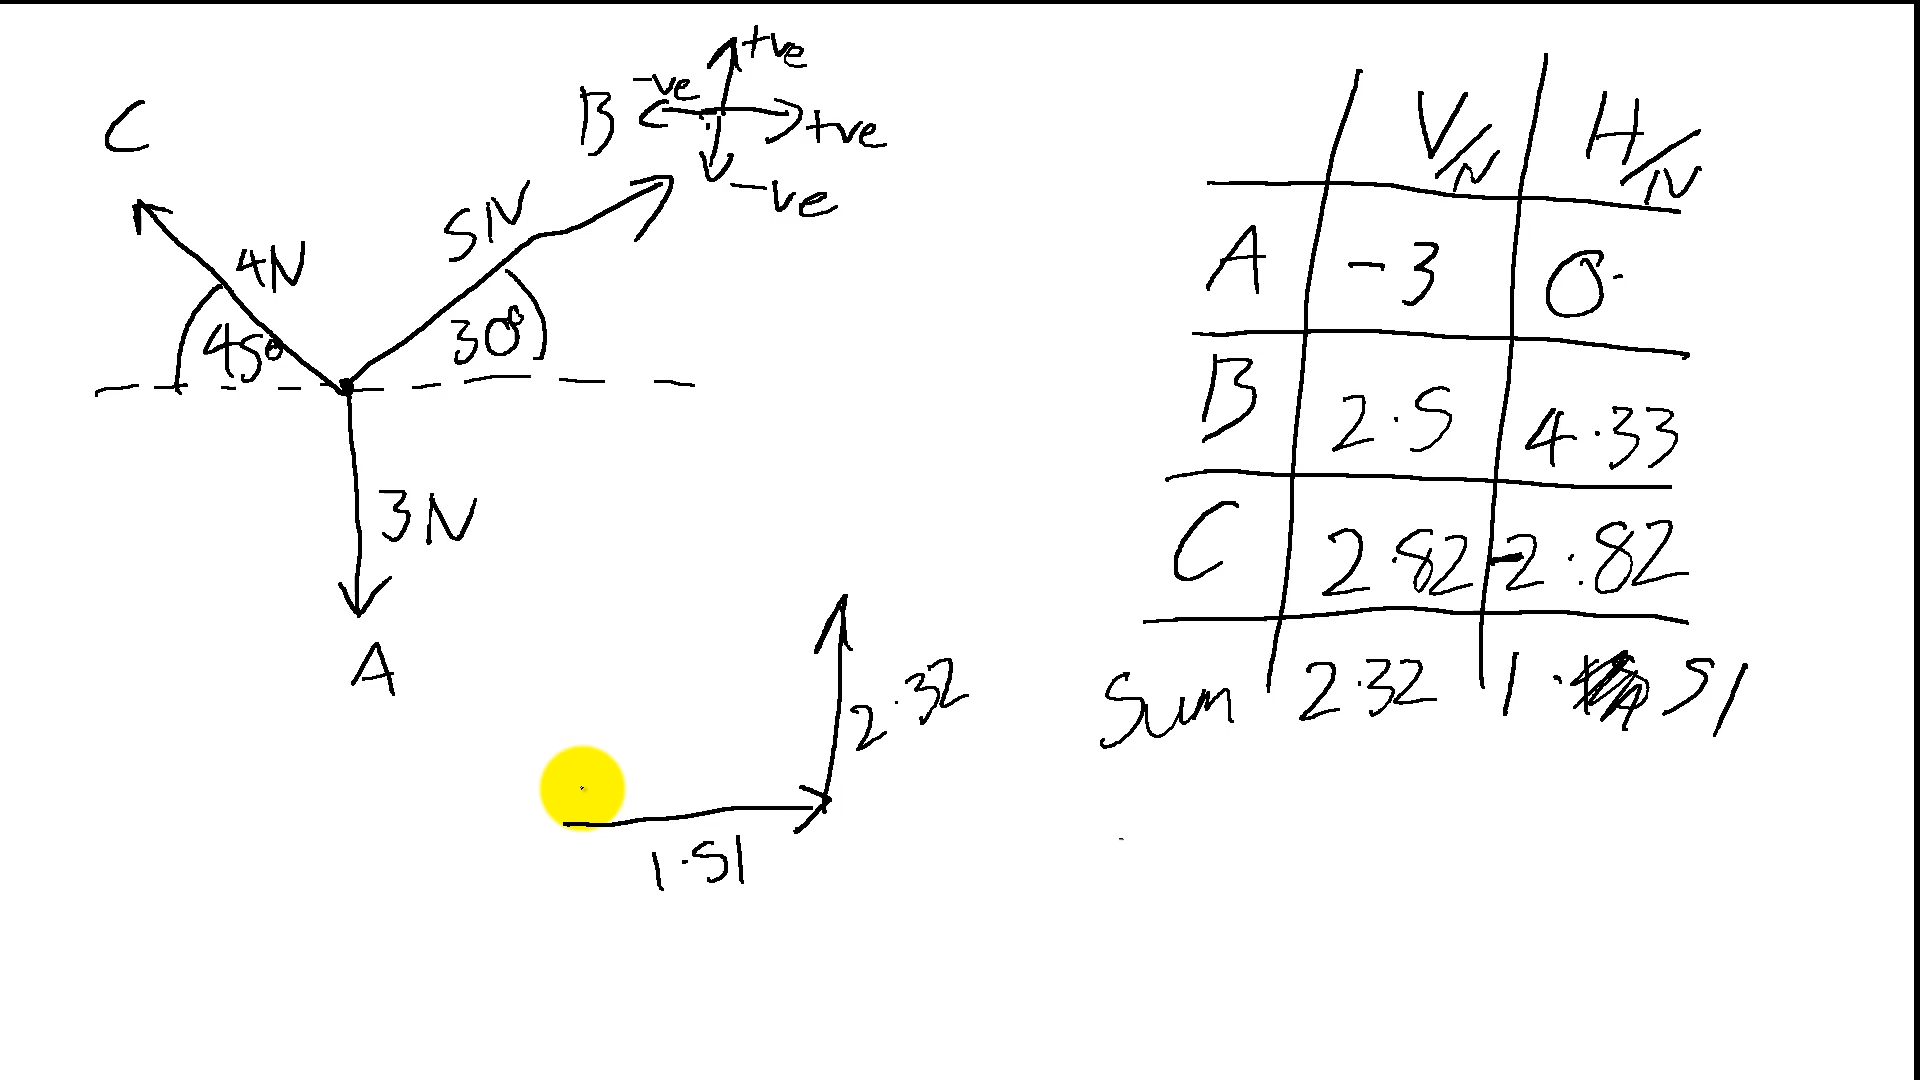 C
B
+ve
-ve
+ve
-ve
4N
5N
45°
30°
3N
A
V/N H/N
A -3 0
B 2.5 4.33
C 2.82 -2.82
Sum 2.32 1.51
2.32
1.51